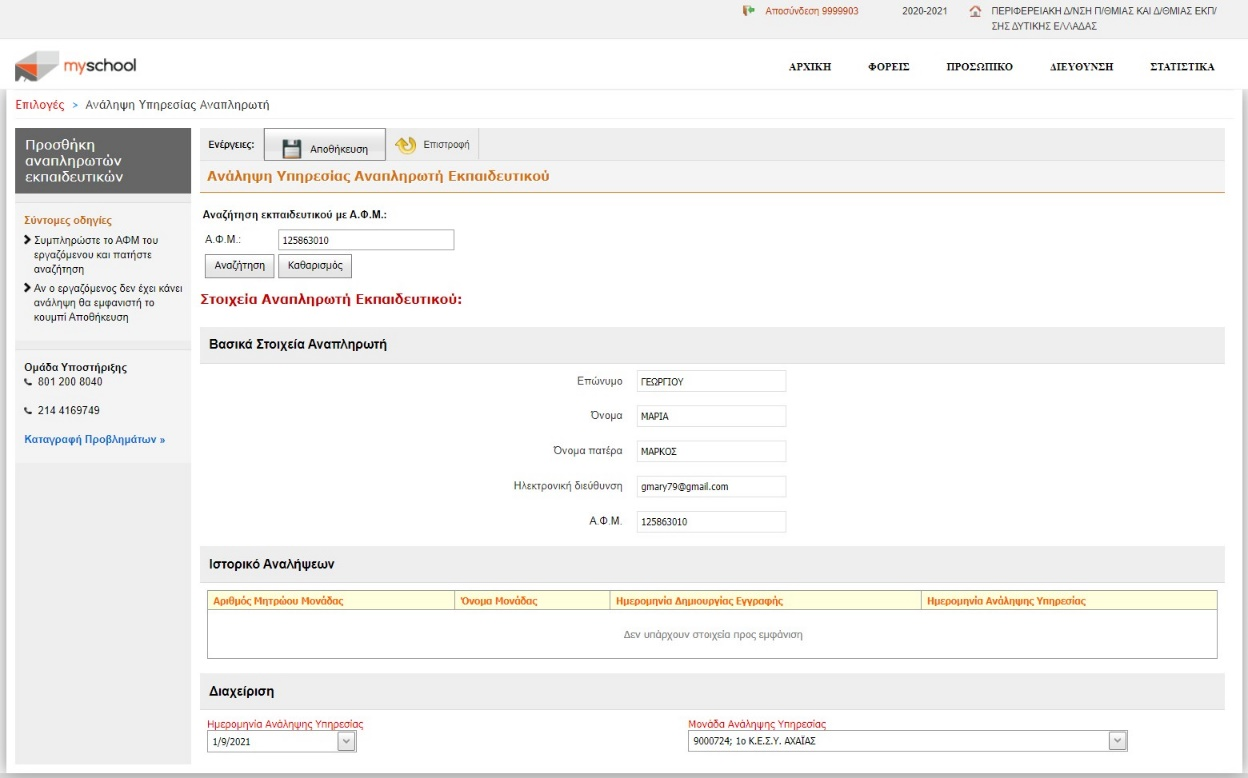 Αποσύνδεση 9999903
2020-2021
ΠΕΡΙΦΕΡΕΙΑΚΗ Δ/ΝΣΗ Π/ΘΜΙΑΣ ΚΑΙ Δ/ΘΜΙΑΣ ΕΚΠ/
ΣΗΣ ΔΥΤΙΚΗΣ ΕΛΛΑΔΑΣ
myschool
ΑΡΧΙΚΗ ΦΟΡΕΙΣ ΠΡΟΣΩΠΙΚΟ ΔΙΕΥΘΥΝΣΗ ΣΤΑΤΙΣΤΙΚΑ
Επιλογές > Ανάληψη Υπηρεσίας Αναπληρωτή
Προσθήκη
αναπληρωτών
εκπαιδευτικών
Σύντομες οδηγίες
Συμπληρώστε το ΑΦΜ του
εργαζόμενου και πατήστε
αναζήτηση
Αν ο εργαζόμενος δεν έχει κάνει
ανάληψη θα εμφανιστή το
κουμπί Αποθήκευση
Ομάδα Υποστήριξης
801 200 8040
214 4169749
Καταγραφή Προβλημάτων »
Ενέργειες: Αποθήκευση Επιστροφή
Ανάληψη Υπηρεσίας Αναπληρωτή Εκπαιδευτικού
Αναζήτηση εκπαιδευτικού με Α.Φ.Μ.:
Α.Φ.Μ.: 125863010
Αναζήτηση Καθαρισμός
Στοιχεία Αναπληρωτή Εκπαιδευτικού:
Βασικά Στοιχεία Αναπληρωτή
Επώνυμο ΓΕΩΡΓΙΟΥ
Όνομα ΜΑΡΙΑ
Όνομα πατέρα ΜΑΡΚΟΣ
Ηλεκτρονική διεύθυνση gmary79@gmail.com
Α.Φ.Μ. 125863010
Ιστορικό Αναλήψεων
Αριθμός Μητρώου Μονάδας Όνομα Μονάδας Ημερομηνία Δημιουργίας Εγγραφής Ημερομηνία Ανάληψης Υπηρεσίας
Δεν υπάρχουν στοιχεία προς εμφάνιση
Διαχείριση
Ημερομηνία Ανάληψης Υπηρεσίας Μονάδα Ανάληψης Υπηρεσίας
1/9/2021 9000724; 1ο Κ.Ε.Σ.Υ. ΑΧΑΪΑΣ